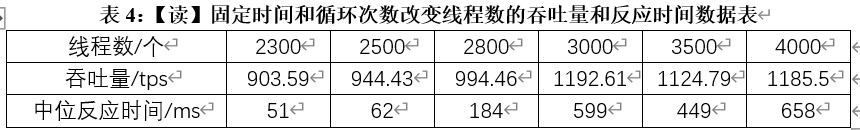 表 4:【读】固定时间和循环次数改变线程数的吞吐量和反应时间数据表
线程数/个 2300 2500 2800 3000 3500 4000
吞吐量/tps 903.59 944.43 994.46 1192.61 1124.79 1185.5
中位反应时间/ms 51 62 184 599 449 658